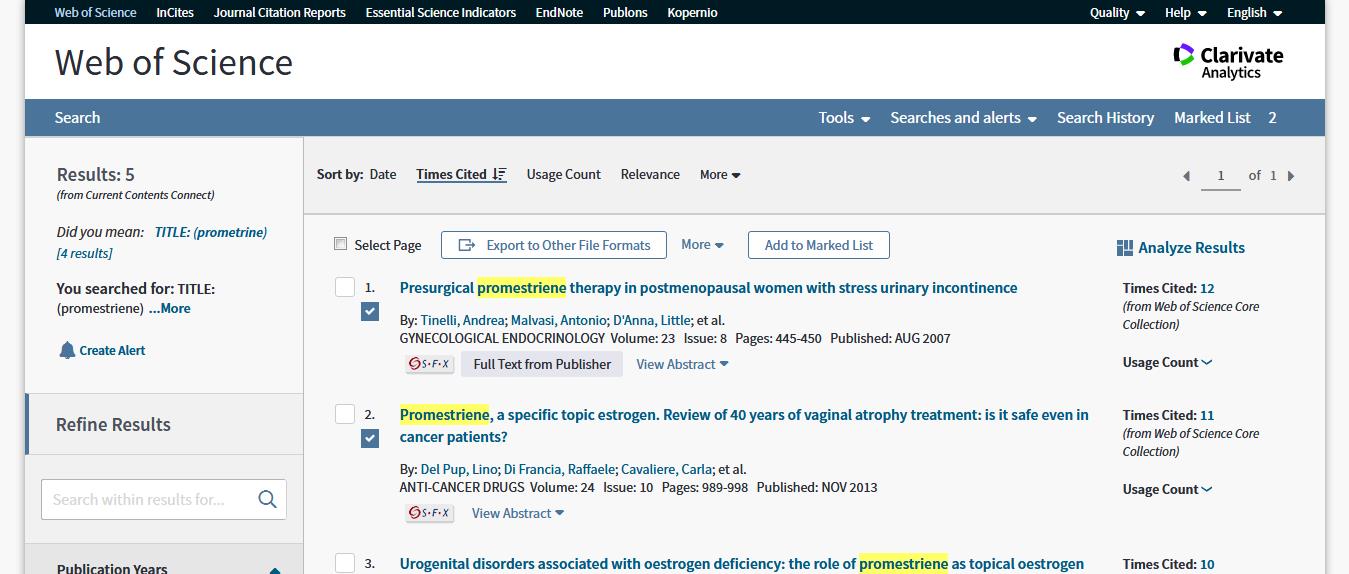 Web of Science InCites Journal Citation Reports Essential Science Indicators EndNote Publons Kopernio Quality Help English
Web of Science
Clarivate
Analytics
Search Tools Searches and alerts Search History Marked List 2
Results: 5
(from Current Contents Connect)
Did you mean: TITLE: (prometrine)
[4 results]
You searched for: TITLE:
(promestriene) ...More
Create Alert
Refine Results
Search within results for...
Publication Years
Sort by: Date Times Cited Usage Count Relevance More 1 of 1
Select Page Export to Other File Formats More Add to Marked List
Analyze Results
1. Presurgical promestriene therapy in postmenopausal women with stress urinary incontinence
By: Tinelli, Andrea; Malvasi, Antonio; D'Anna, Little; et al.
GYNECOLOGICAL ENDOCRINOLOGY Volume: 23 Issue: 8 Pages: 445-450 Published: AUG 2007
S·F·X Full Text from Publisher View Abstract
Times Cited: 12
(from Web of Science Core
Collection)
Usage Count
2. Promestriene, a specific topic estrogen. Review of 40 years of vaginal atrophy treatment: is it safe even in
cancer patients?
By: Del Pup, Lino; Di Francia, Raffaele; Cavaliere, Carla; et al.
ANTI-CANCER DRUGS Volume: 24 Issue: 10 Pages: 989-998 Published: NOV 2013
S·F·X View Abstract
Times Cited: 11
(from Web of Science Core
Collection)
Usage Count
3. Urogenital disorders associated with oestrogen deficiency: the role of promestriene as topical oestrogen
Times Cited: 10